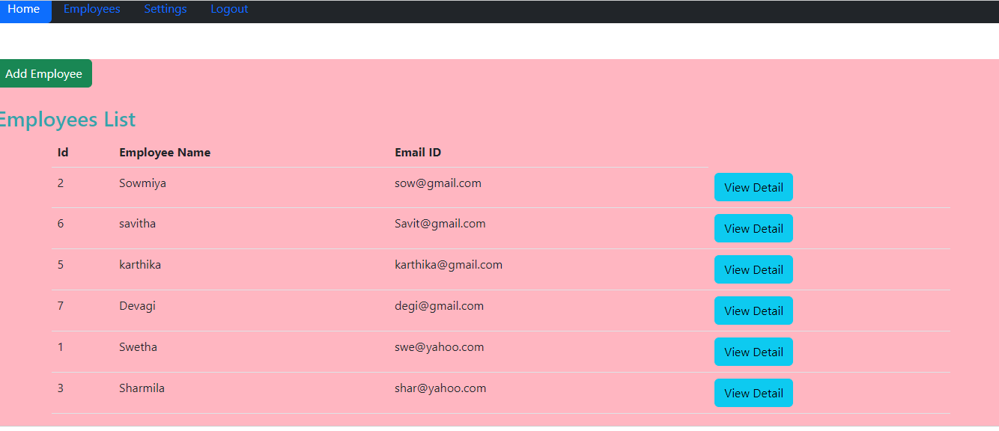 Home Employees Settings Logout
Add Employee
Employees List
Id Employee Name Email ID
2 Sowmiya sow@gmail.com View Detail
6 savitha Savit@gmail.com View Detail
5 karthika karthika@gmail.com View Detail
7 Devagi degi@gmail.com View Detail
1 Swetha swe@yahoo.com View Detail
3 Sharmila shar@yahoo.com View Detail